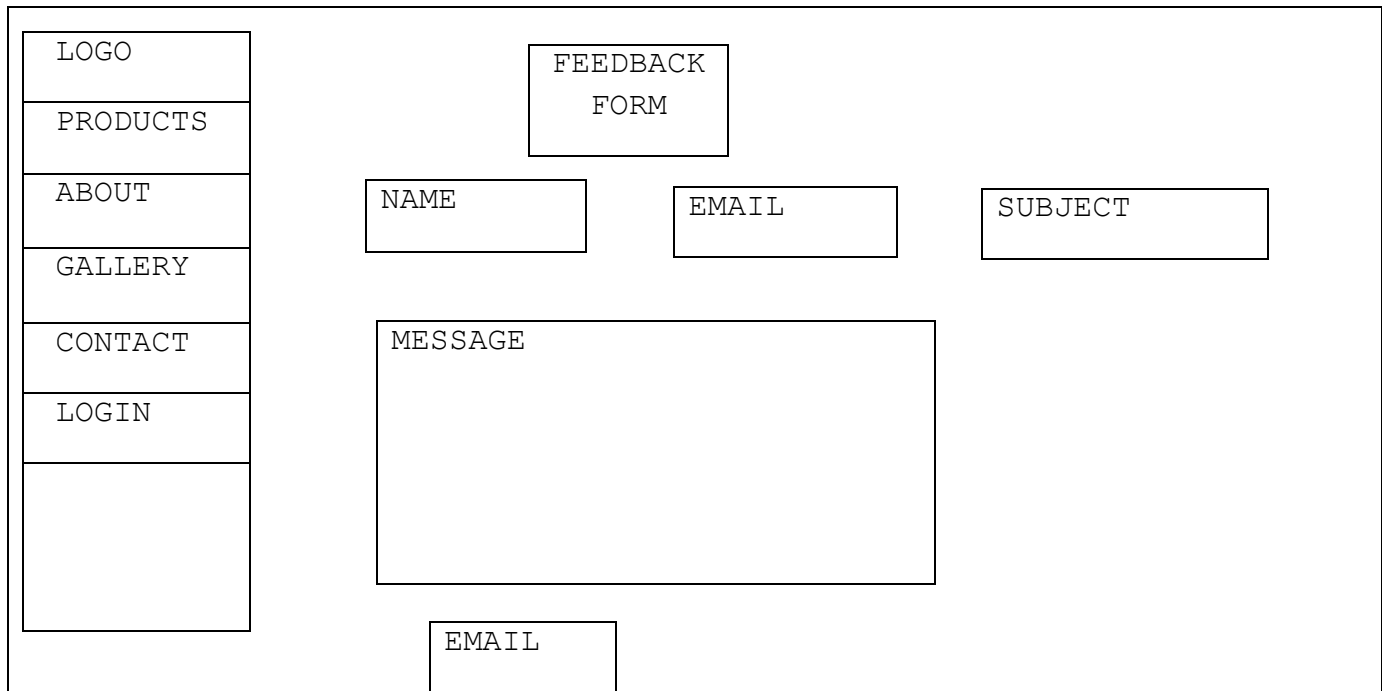 LOGO
PRODUCTS
ABOUT
GALLERY
CONTACT
LOGIN
FEEDBACK
FORM
NAME
EMAIL
SUBJECT
MESSAGE
EMAIL